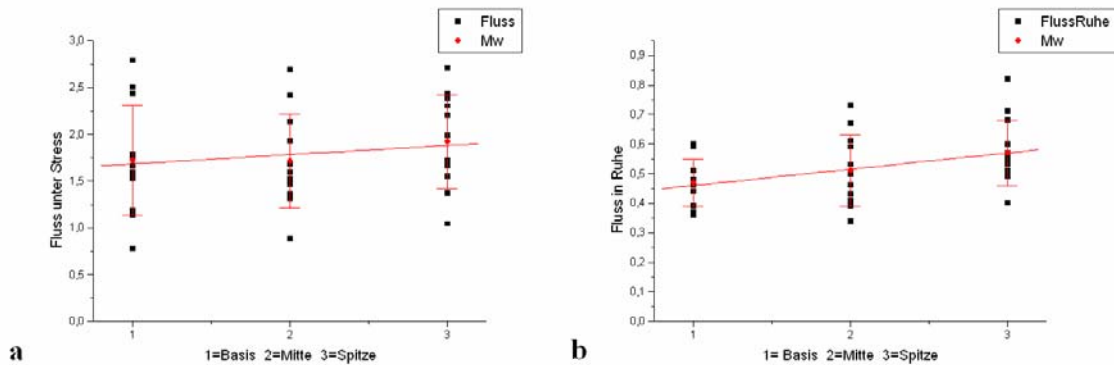 Fluss
Mw
3,0
2,5
2,0
1,5
1,0
0,5
0,0
Fluss unter Stress
1
2
3
1=Basis 2=Mitte 3=Spitze
a
FlussRuhe
Mw
0,9
0,8
0,7
0,6
0,5
0,4
0,3
0,2
0,1
0,0
Fluss in Ruhe
1
2
3
1= Basis 2=Mitte 3=Spitze
b